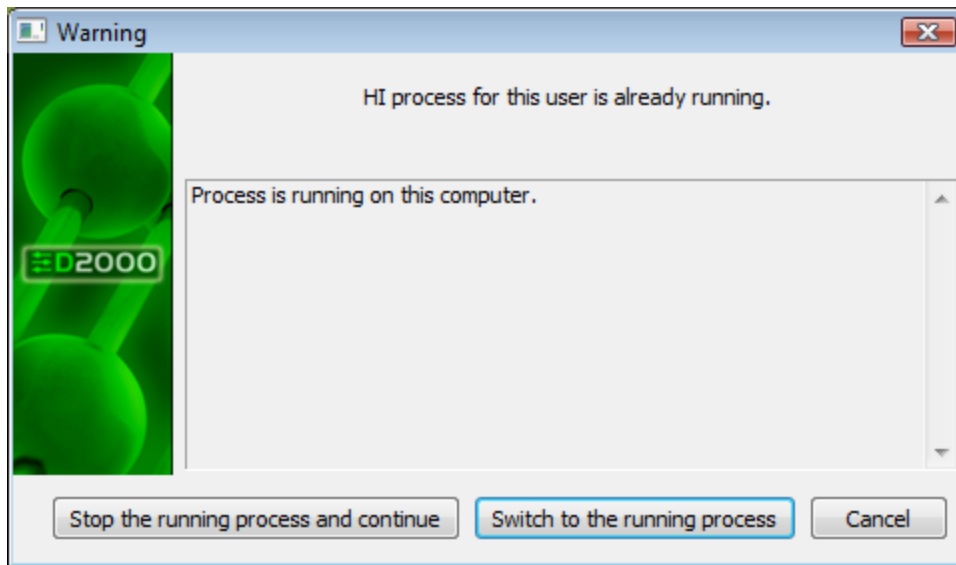 Warning
HI process for this user is already running.
Process is running on this computer.
D2000
Stop the running process and continue
Switch to the running process
Cancel